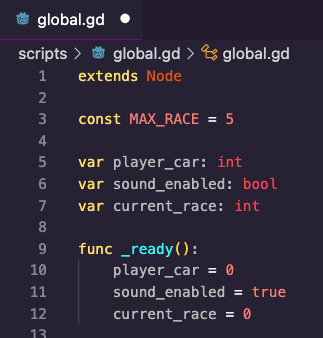 global.gd
scripts > global.gd > global.gd
1 extends Node
2
3 const MAX_RACE = 5
4
5 var player_car: int
6 var sound_enabled: bool
7 var current_race: int
8
9 func _ready():
10     player_car = 0
11     sound_enabled = true
12     current_race = 0
13